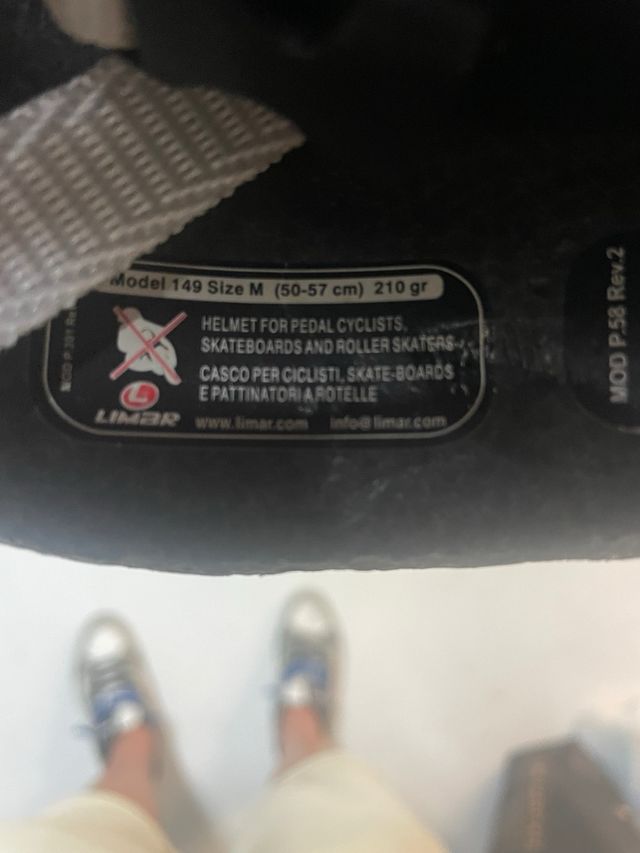 Model 149 Size M (50-57 cm) 210 gr
HELMET FOR PEDAL CYCLISTS,
SKATEBOARDS AND ROLLER SKATERS
CASCO PER CICLISTI, SKATE-BOARDS
E PATTINATORI A ROTELLE
LIMAR www.limar.com info@limar.com
MOD P.58 Rev.2